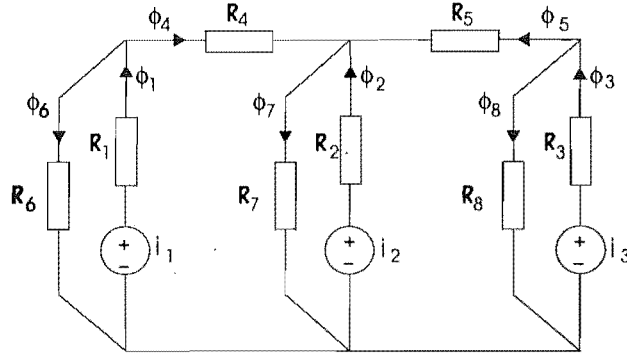 ϕ4 R4 R5 ϕ5
ϕ6 ϕ1 ϕ7 ϕ2 ϕ8 ϕ3
R6 R1 R7 R2 R8 R3
+ + +
i1 i2 i3
− − −